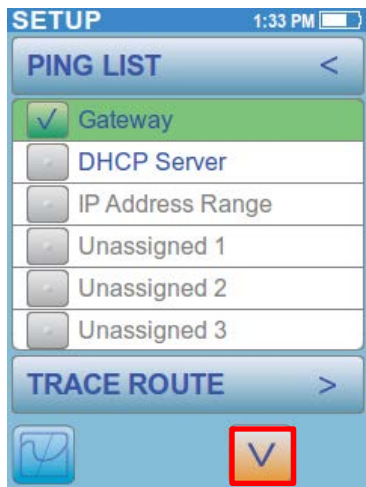 SETUP 1:33 PM
PING LIST <
Gateway
DHCP Server
IP Address Range
Unassigned 1
Unassigned 2
Unassigned 3
TRACE ROUTE >